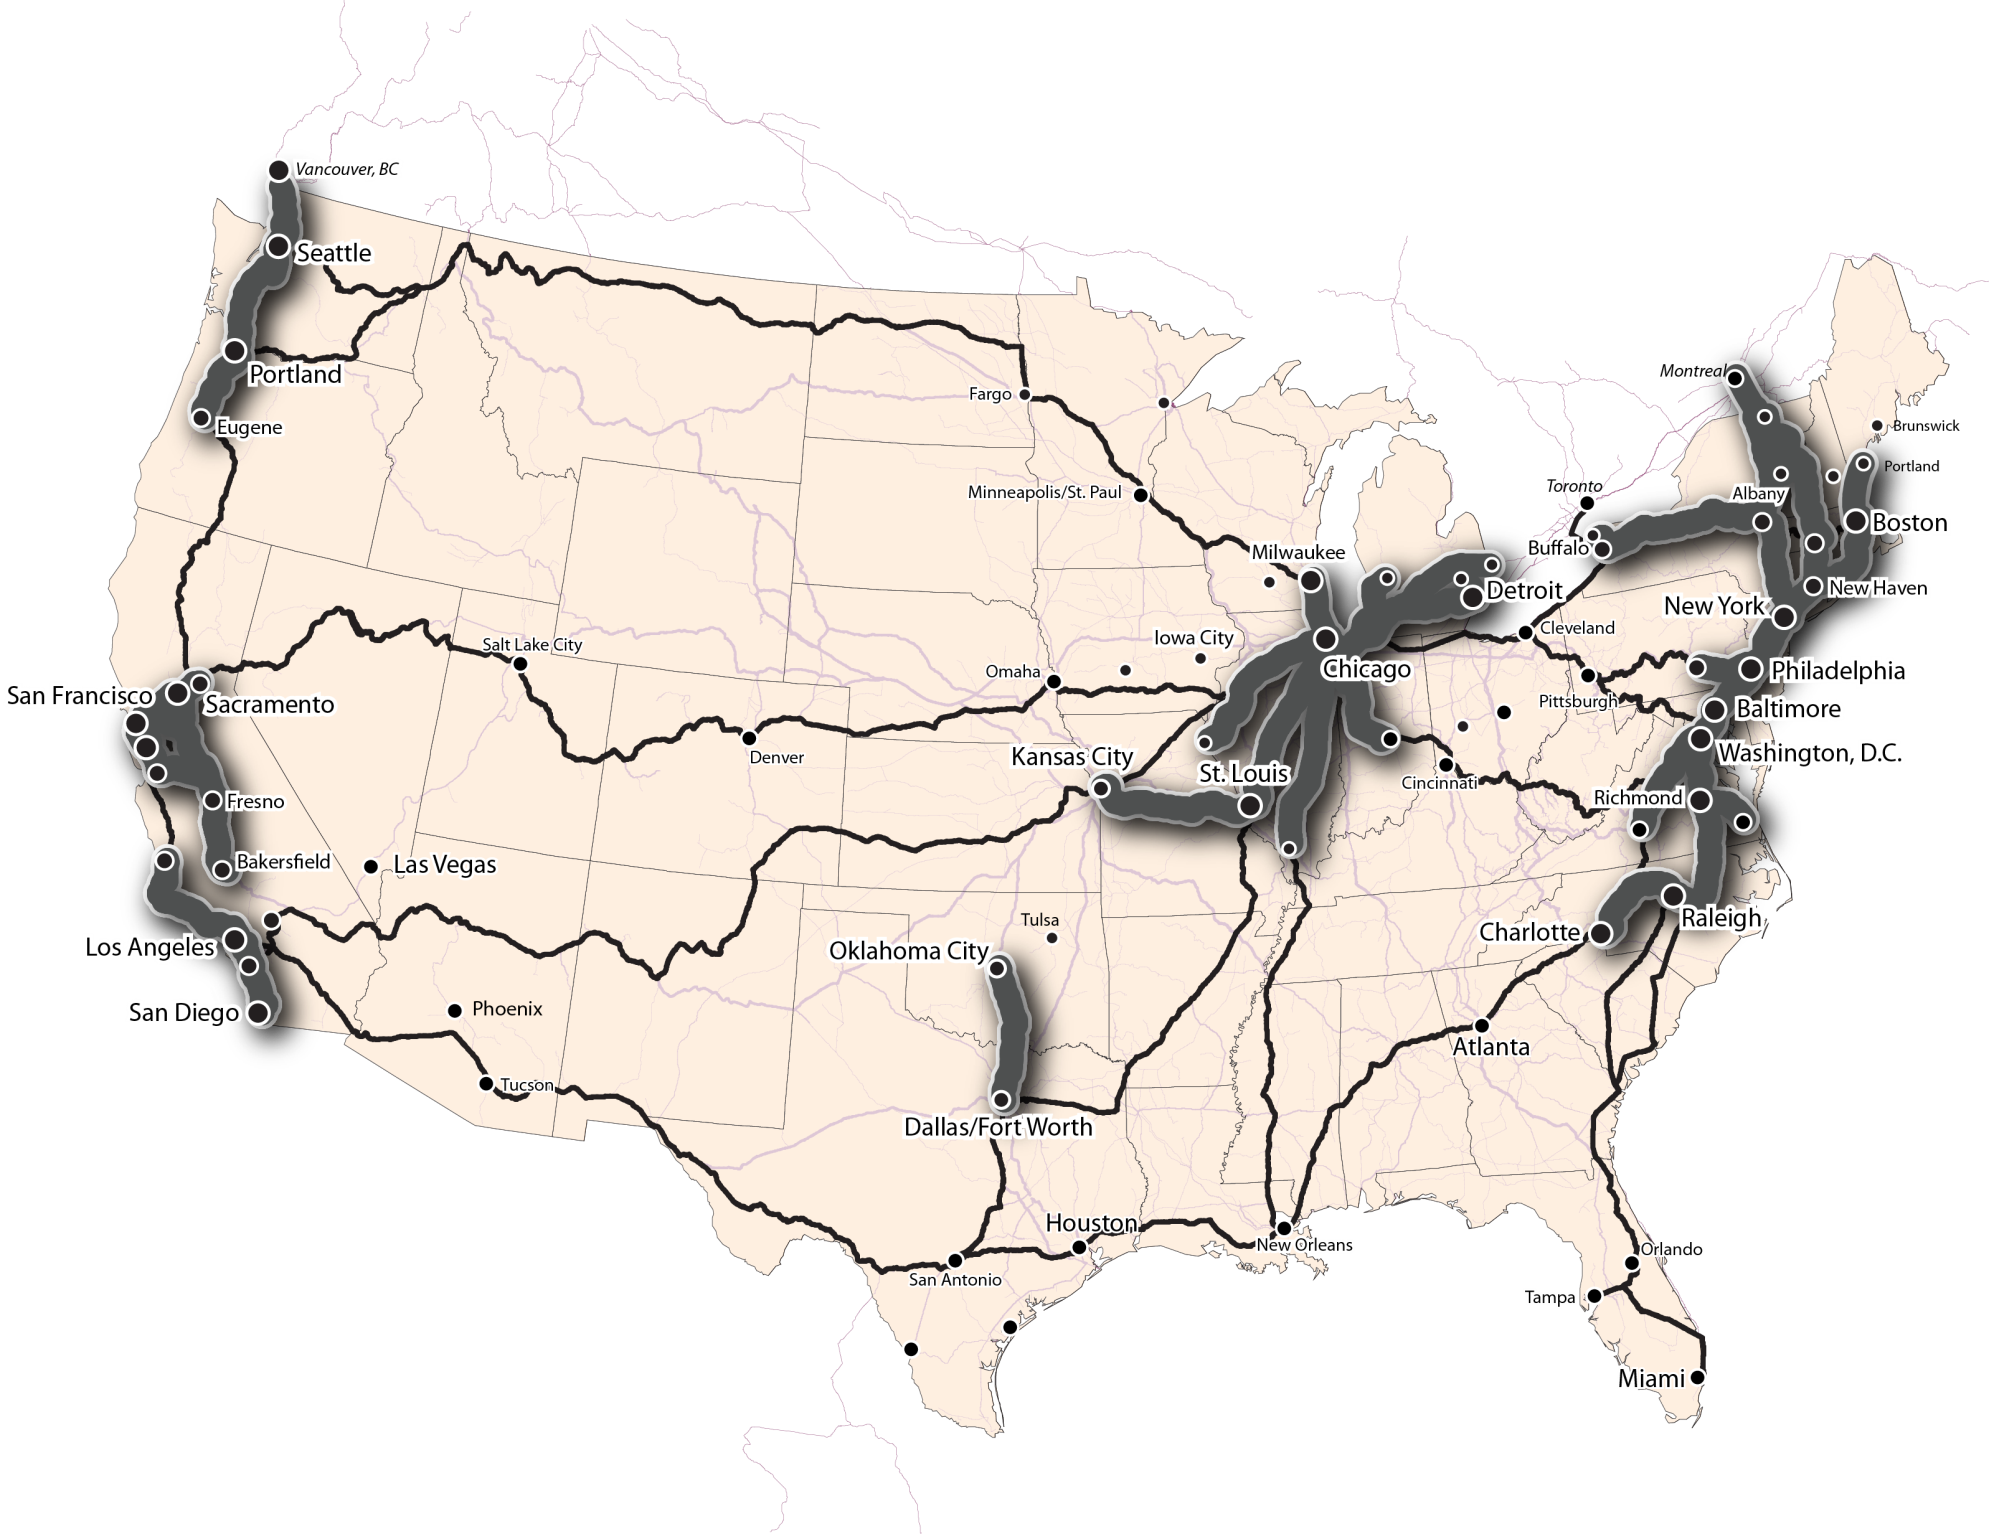 Vancouver, BC
Seattle
Portland
Eugene
Fargo
Minneapolis/St. Paul
Milwaukee
Montreal
Brunswick
Portland
Toronto
Albany
Boston
Buffalo
Detroit
New Haven
New York
Cleveland
Iowa City
Chicago
Salt Lake City
Omaha
Philadelphia
Pittsburgh
San Francisco
Sacramento
Baltimore
Denver
Kansas City
St. Louis
Cincinnati
Washington, D.C.
Fresno
Richmond
Bakersfield
Las Vegas
Tulsa
Raleigh
Charlotte
Los Angeles
Oklahoma City
San Diego
Phoenix
Atlanta
Tucson
Dallas/Fort Worth
Houston
New Orleans
Orlando
San Antonio
Tampa
Miami